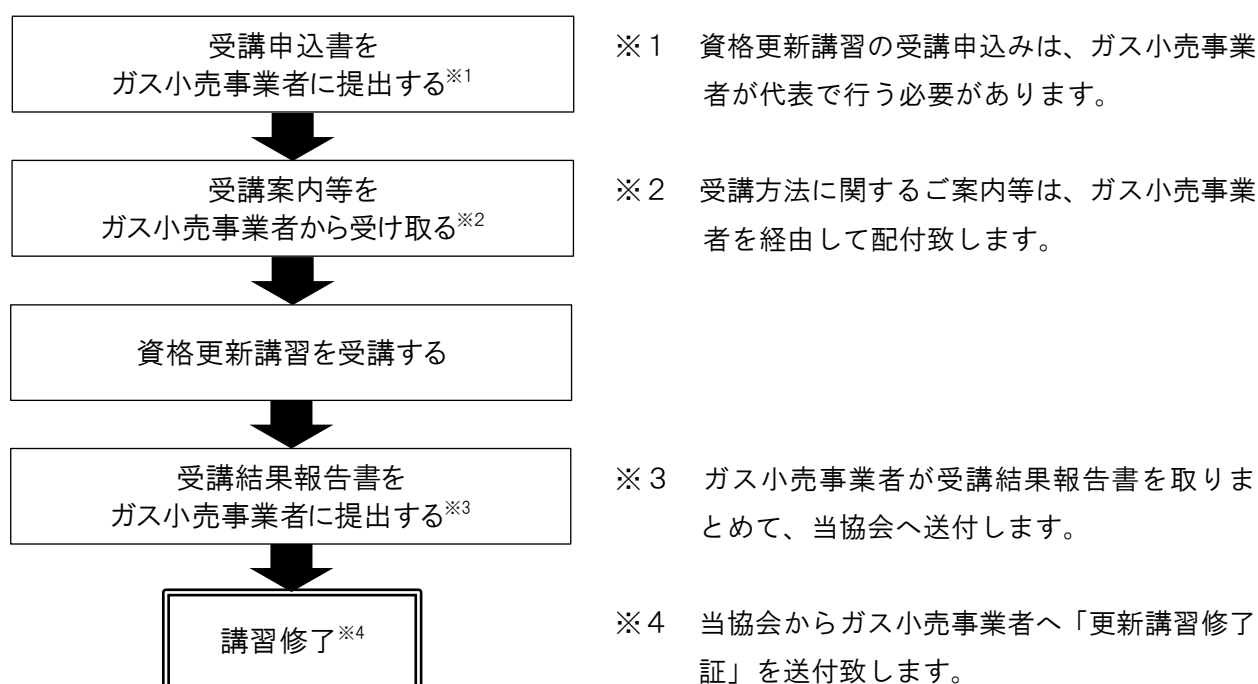 受講申込書を
ガス小売事業者に提出する※1
※１　資格更新講習の受講申込みは、ガス小売事業
者が代表で行う必要があります。
受講案内等を
ガス小売事業者から受け取る※2
※２　受講方法に関するご案内等は、ガス小売事業
者を経由して配付致します。
資格更新講習を受講する
受講結果報告書を
ガス小売事業者に提出する※3
※３　ガス小売事業者が受講結果報告書を取りま
とめて、当協会へ送付します。
講習修了※4
※４　当協会からガス小売事業者へ「更新講習修了
証」を送付致します。